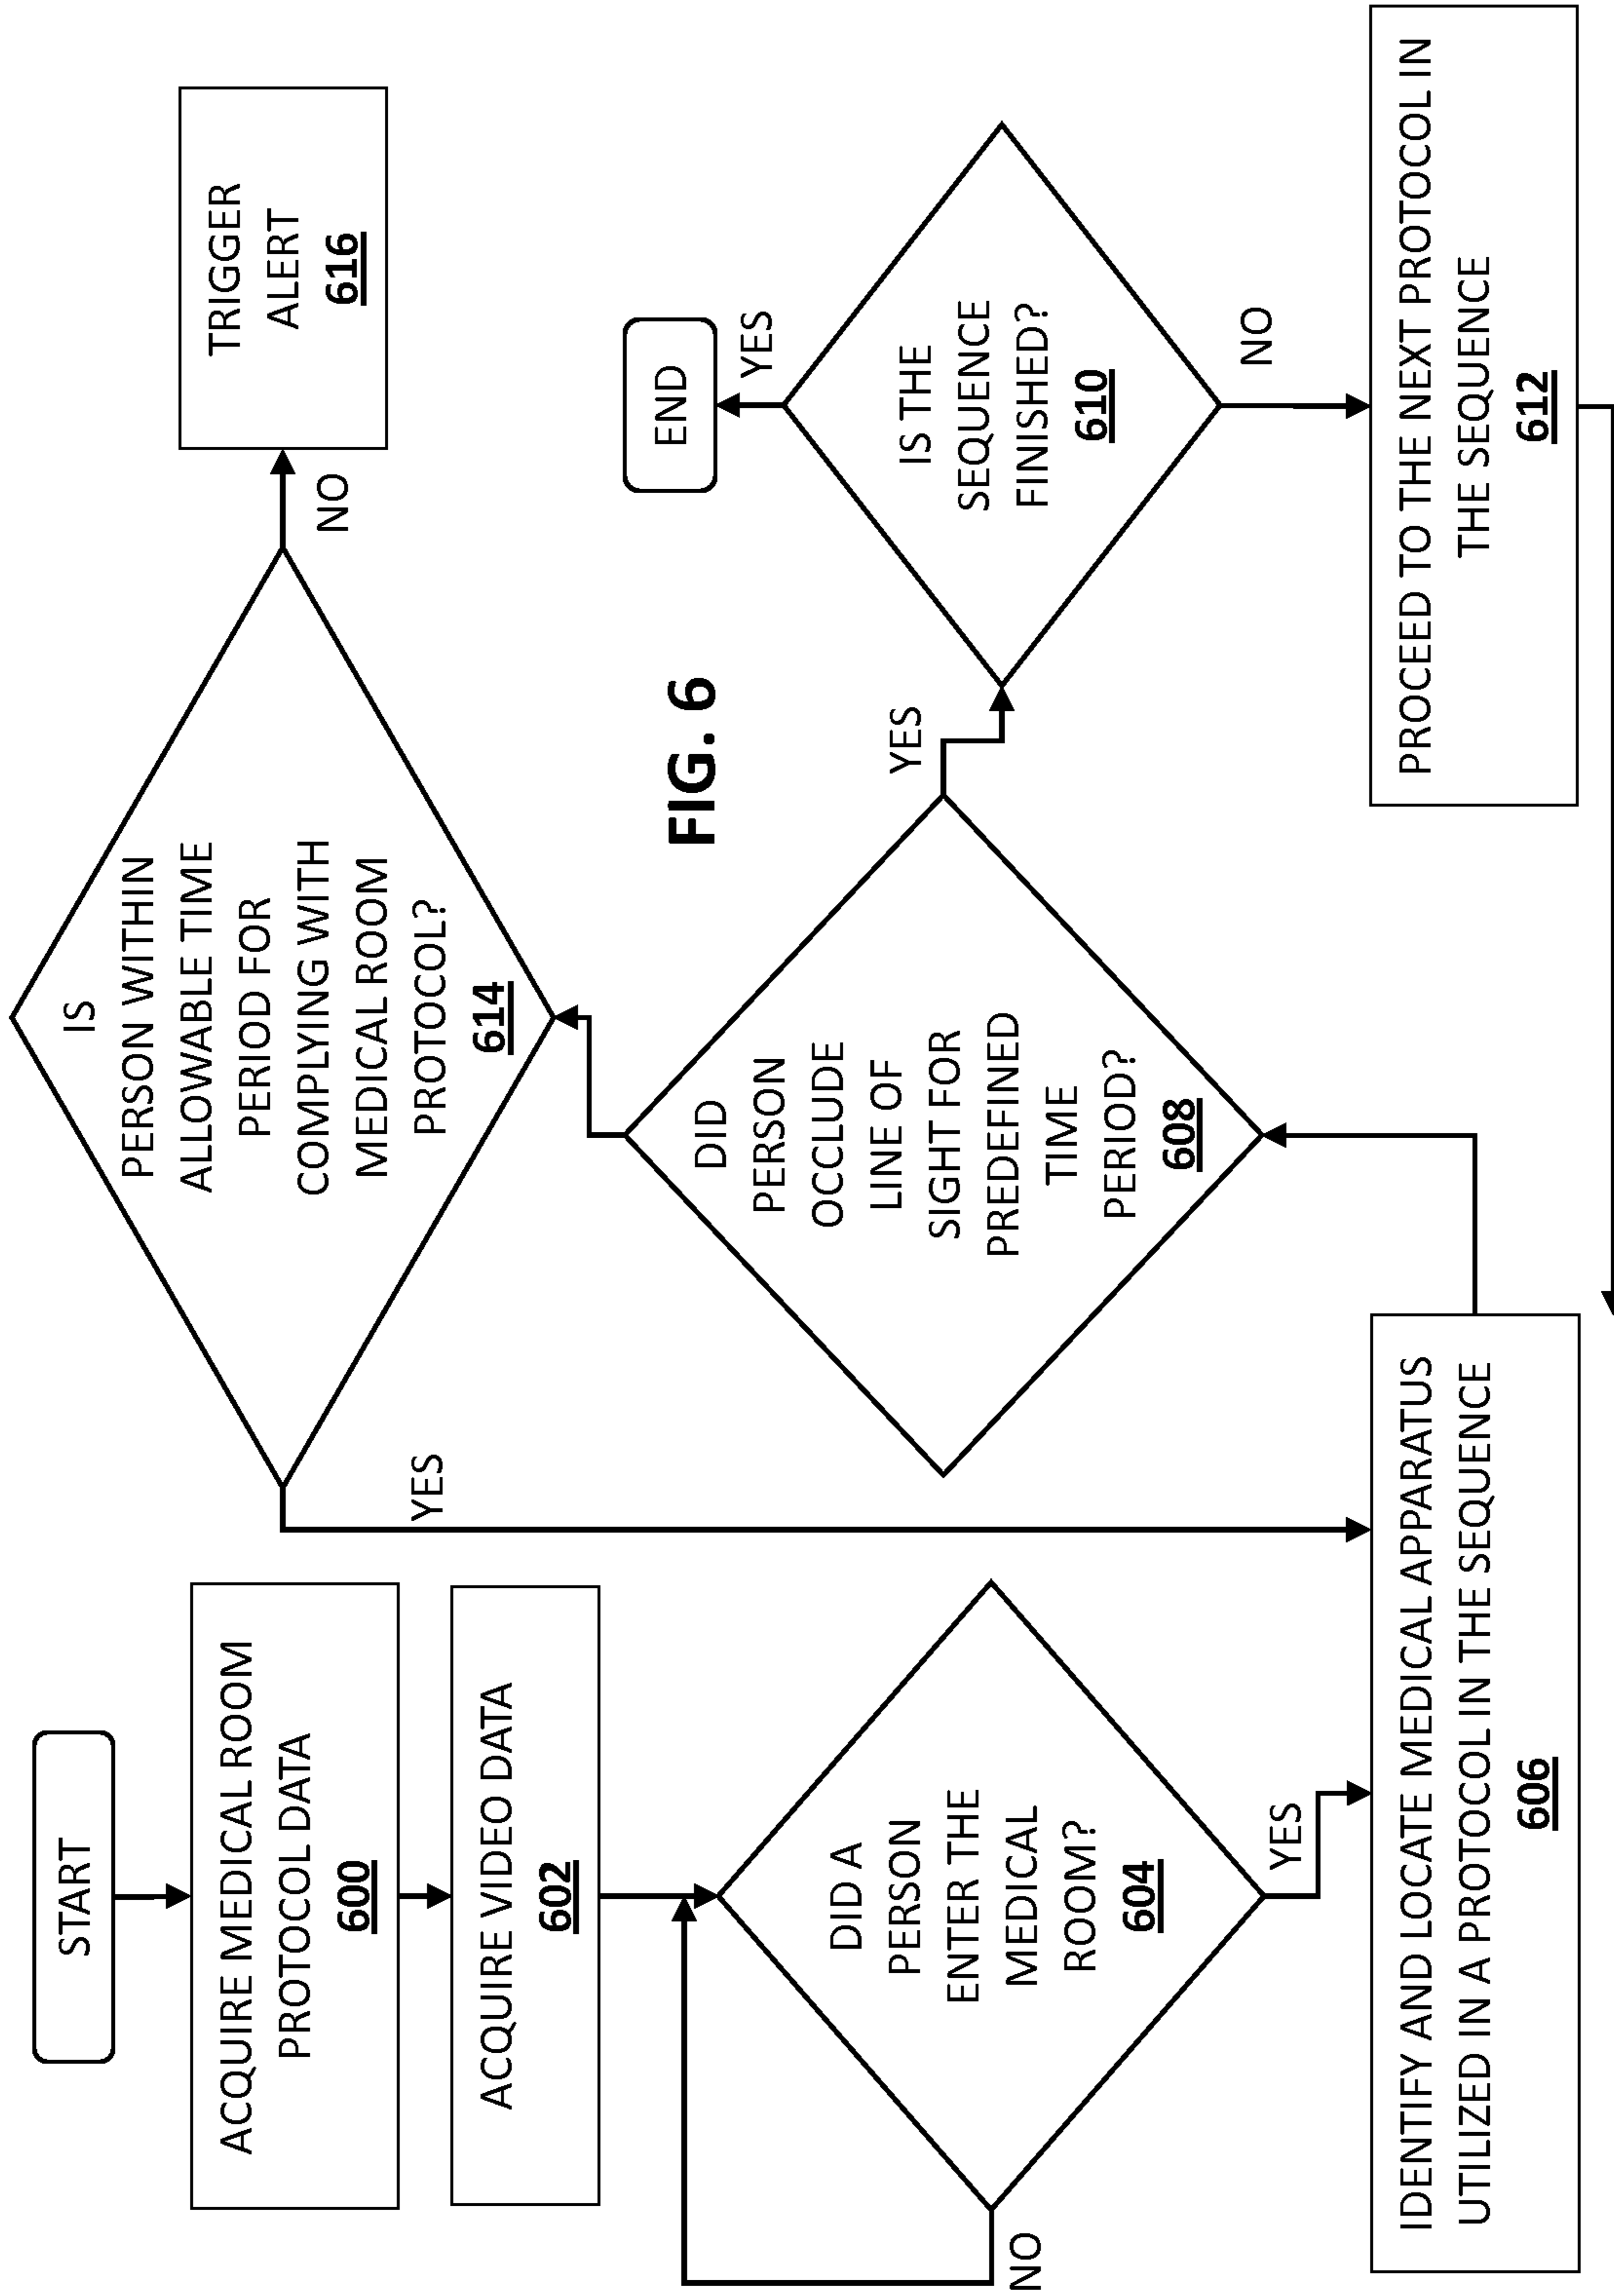 START
ACQUIRE MEDICAL ROOM
PROTOCOL DATA
600
ACQUIRE VIDEO DATA
602
DID A
PERSON
ENTER THE
MEDICAL
ROOM?
604
NO
YES
IDENTIFY AND LOCATE MEDICAL APPARATUS
UTILIZED IN A PROTOCOL IN THE SEQUENCE
606
DID
PERSON
OCCLUDE
LINE OF
SIGHT FOR
PREDEFINED
TIME
PERIOD?
608
YES
IS
PERSON WITHIN
ALLOWABLE TIME
PERIOD FOR
COMPLYING WITH
MEDICAL ROOM
PROTOCOL?
614
YES
NO
TRIGGER
ALERT
616
FIG. 6
END
YES
IS THE
SEQUENCE
FINISHED?
610
NO
PROCEED TO THE NEXT PROTOCOL IN
THE SEQUENCE
612